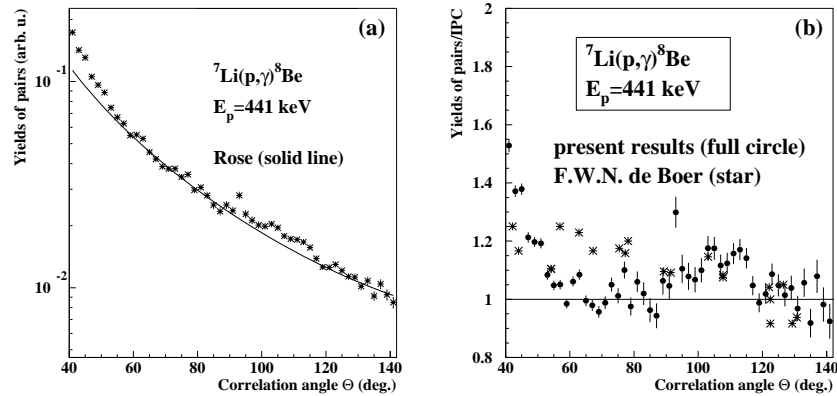 (a)
Yields of pairs (arb. u.)
⁷Li(p,γ)⁸Be
Eₚ=441 keV
Rose (solid line)
10⁻¹
10⁻²
40 60 80 100 120 140
Correlation angle Θ (deg.)
(b)
Yields of pairs/IPC
⁷Li(p,γ)⁸Be
Eₚ=441 keV
present results (full circle)
F.W.N. de Boer (star)
2
1.8
1.6
1.4
1.2
1
0.8
40 60 80 100 120 140
Correlation angle Θ (deg.)